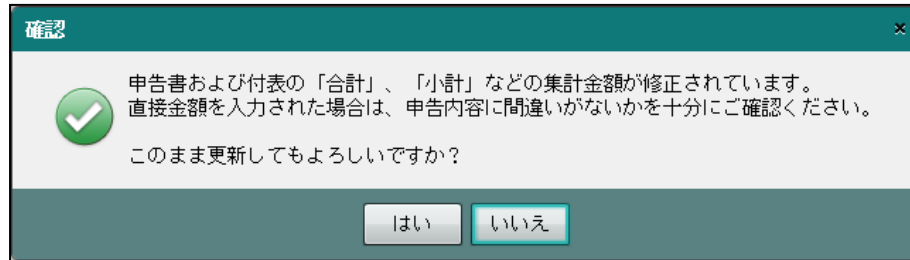 確認
×
申告書および付表の「合計」、「小計」などの集計金額が修正されています。
直接金額を入力された場合は、申告内容に間違いがないかを十分にご確認ください。
このまま更新してもよろしいですか?
はい
いいえ